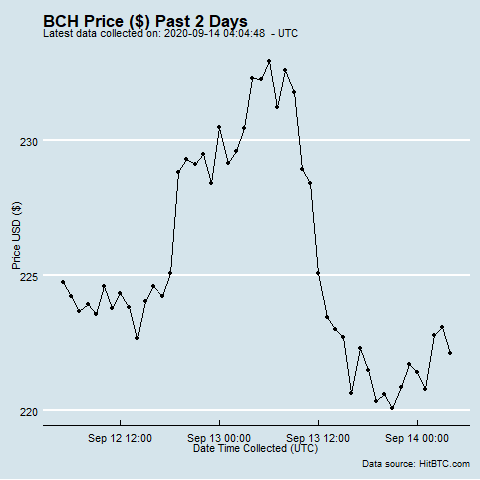 BCH Price ($) Past 2 Days
Latest data collected on: 2020-09-14 04:04:48 - UTC
Price USD ($)
230
225
220
Sep 12 12:00
Sep 13 00:00
Sep 13 12:00
Sep 14 00:00
Date Time Collected (UTC)
Data source: HitBTC.com